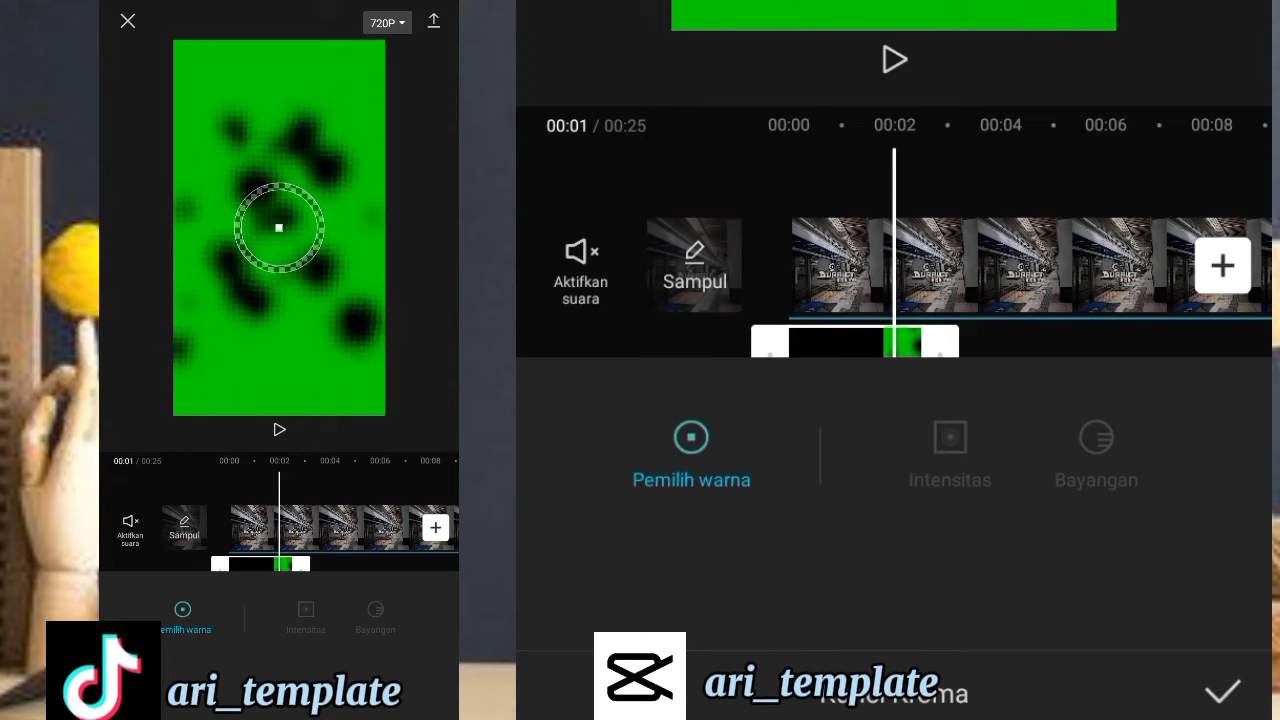 720P
00:01 / 00:25
00:00
00:02
00:04
00:06
00:08
Aktifkan
suara
Sampul
Pemilih warna
Intensitas
Bayangan
ari_template
00:01 / 00:25
00:00
00:02
00:04
00:06
00:08
Aktifkan
suara
Sampul
Pemilih warna
Intensitas
Bayangan
ari_template